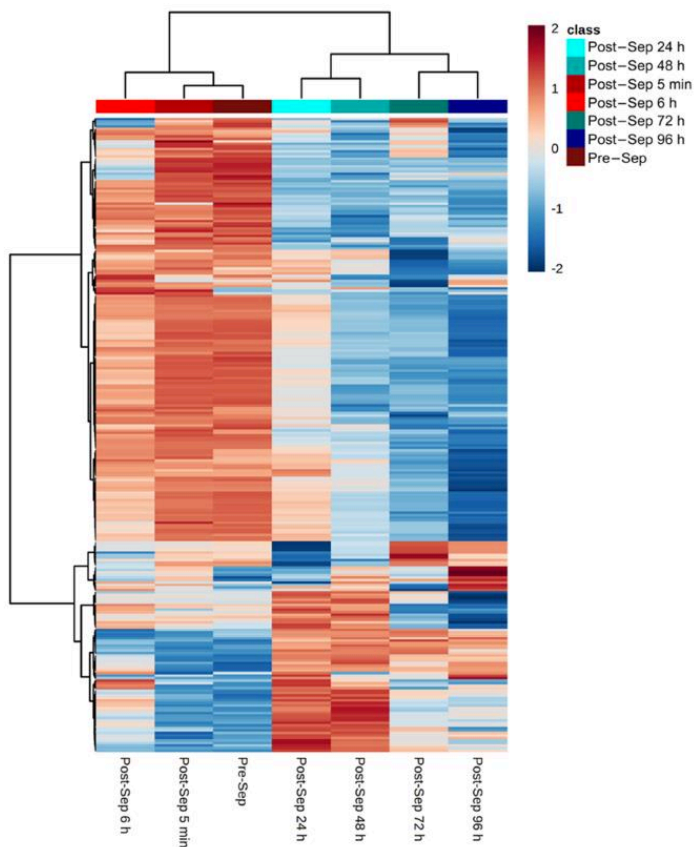 class
Post−Sep 24 h
Post−Sep 48 h
Post−Sep 5 min
Post−Sep 6 h
Post−Sep 72 h
Post−Sep 96 h
Pre−Sep
2
1
0
-1
-2
Post-Sep 6 h
Post-Sep 5 min
Pre-Sep
Post-Sep 24 h
Post-Sep 48 h
Post-Sep 72 h
Post-Sep 96 h